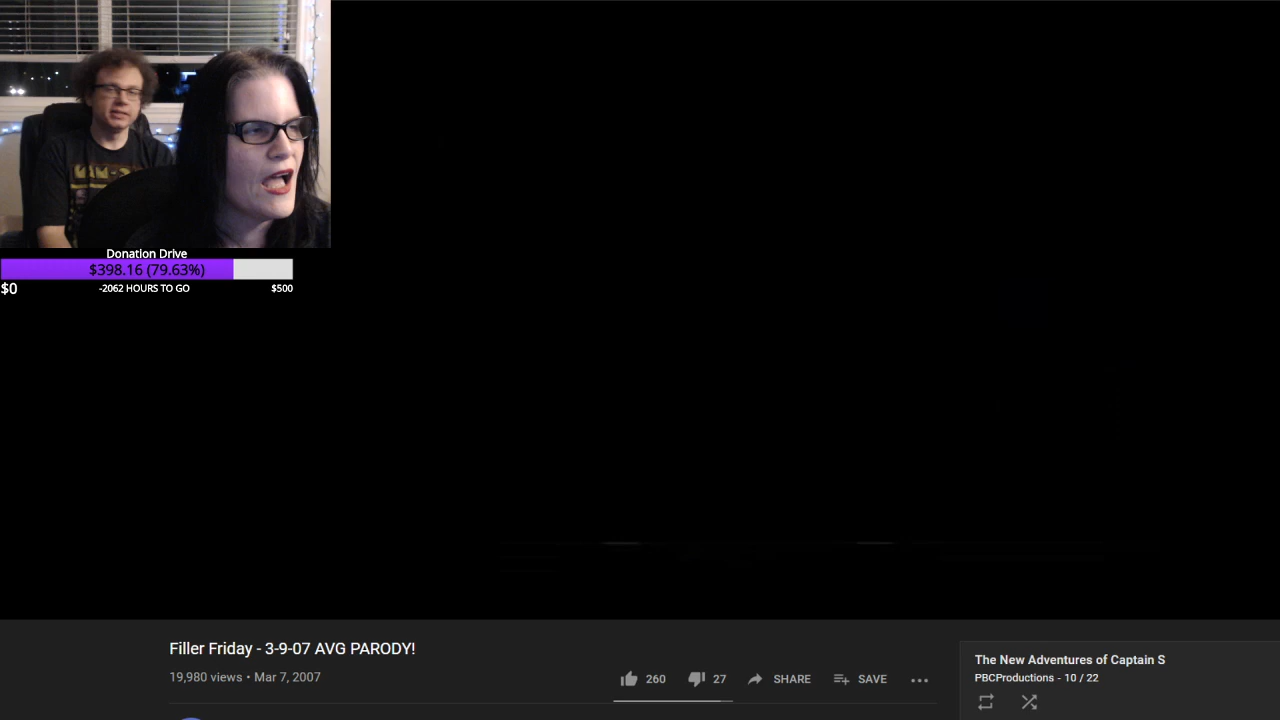 Donation Drive
$398.16 (79.63%)
$0
-2062 HOURS TO GO
$500
Filler Friday - 3-9-07 AVG PARODY!
19,980 views • Mar 7, 2007
260
27
SHARE
SAVE
The New Adventures of Captain S
PBCProductions - 10 / 22